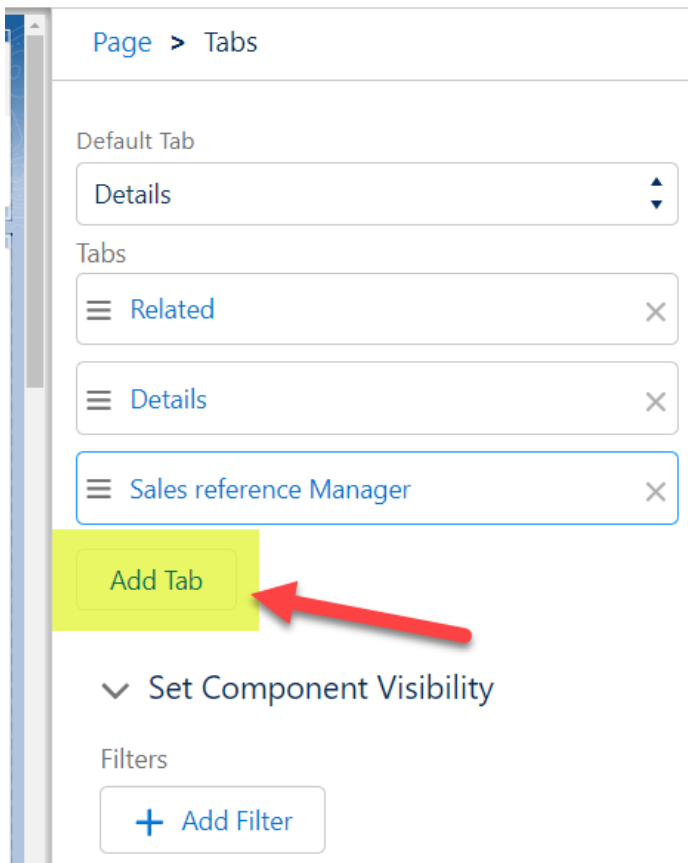 Page > Tabs
Default Tab
Details
Tabs
Related
Details
Sales reference Manager
Add Tab
Set Component Visibility
Filters
+ Add Filter